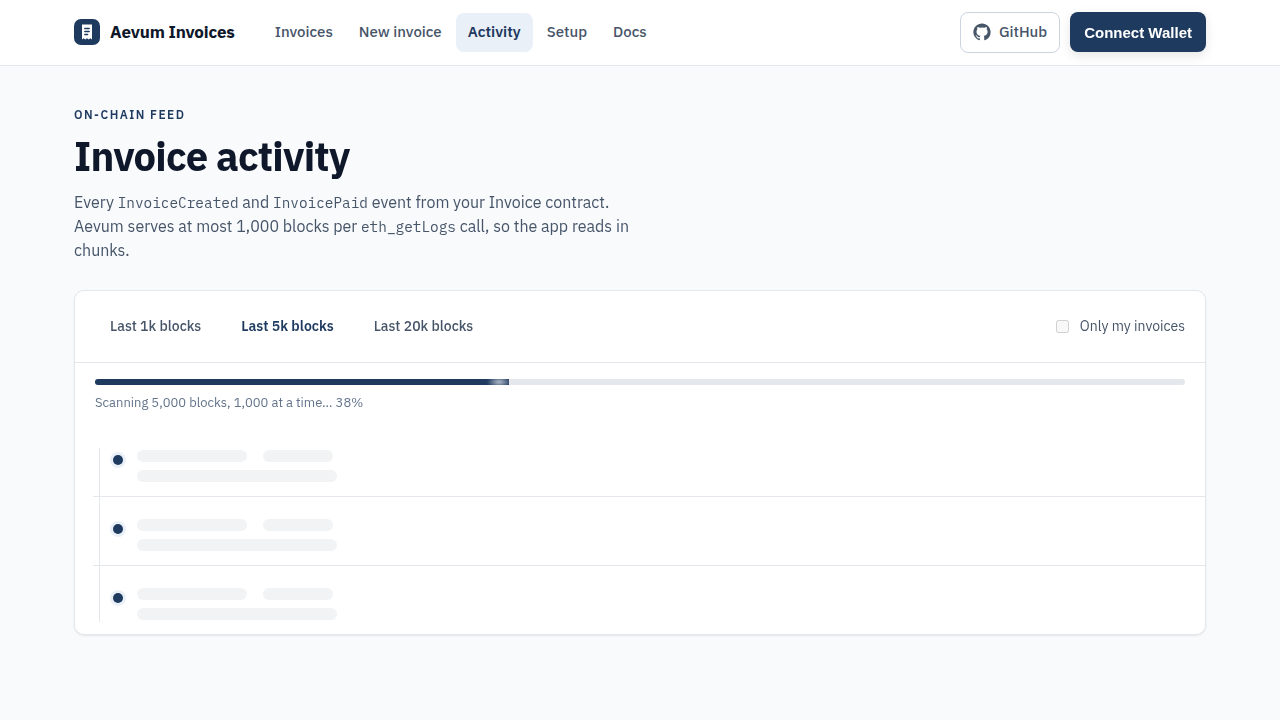 Aevum Invoices
Invoices
New invoice
Activity
Setup
Docs
GitHub
Connect Wallet
ON-CHAIN FEED
Invoice activity
Every InvoiceCreated and InvoicePaid event from your Invoice contract.
Aevum serves at most 1,000 blocks per eth_getLogs call, so the app reads in
chunks.
Last 1k blocks
Last 5k blocks
Last 20k blocks
Only my invoices
Scanning 5,000 blocks, 1,000 at a time… 38%